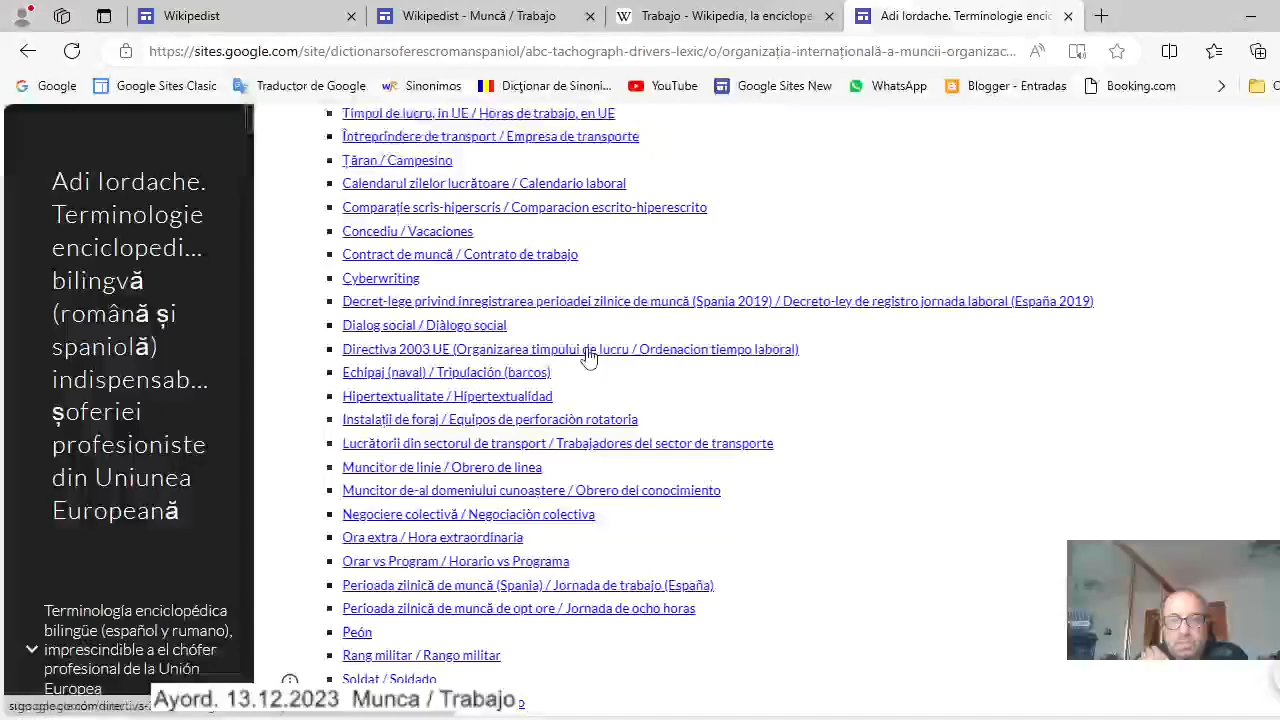 Wikipedist
Wikipedist - Muncă / Trabajo
Trabajo - Wikipedia, la enciclope
Adi Iordache. Terminologie encic
https://sites.google.com/site/dictionarsoferescromanspaniol/abc-tachograph-drivers-lexic/o/organizația-internațională-a-muncii-organizac...
Google
Google Sites Clasic
Traductor de Google
Sinonimos
Dicționar de Sinoni...
YouTube
Google Sites New
WhatsApp
Blogger - Entradas
Booking.com
Adi Iordache.
Terminologie
enciclopedi...
bilingvă
(română și
spaniolă)
indispensab...
șoferiei
profesioniste
din Uniunea
Europeană
Terminología enciclopédica
bilingüe (español y rumano),
imprescindible a el chófer
profesional de la Unión
Europea
Timpul de lucru, în UE / Horas de trabajo, en UE
Întreprindere de transport / Empresa de transporte
Țăran / Campesino
Calendarul zilelor lucrătoare / Calendario laboral
Comparație scris-hiperscris / Comparacion escrito-hiperescrito
Concediu / Vacaciones
Contract de muncă / Contrato de trabajo
Cyberwriting
Decret-lege privind înregistrarea perioadei zilnice de muncă (Spania 2019) / Decreto-ley de registro jornada laboral (España 2019)
Dialog social / Diàlogo social
Directiva 2003 UE (Organizarea timpului de lucru / Ordenacion tiempo laboral)
Echipaj (naval) / Tripulación (barcos)
Hipertextualitate / Hipertextualidad
Instalații de foraj / Equipos de perforaciòn rotatoria
Lucrătorii din sectorul de transport / Trabajadores del sector de transporte
Muncitor de linie / Obrero de linea
Muncitor de-al domeniului cunoaștere / Obrero del conocimiento
Negociere colectivă / Negociaciòn colectiva
Ora extra / Hora extraordinaria
Orar vs Program / Horario vs Programa
Perioada zilnică de muncă (Spania) / Jornada de trabajo (España)
Perioada zilnică de muncă de opt ore / Jornada de ocho horas
Peón
Rang militar / Rango militar
Soldat / Soldado
Ayord. 13.12.2023 Munca / Trabajo